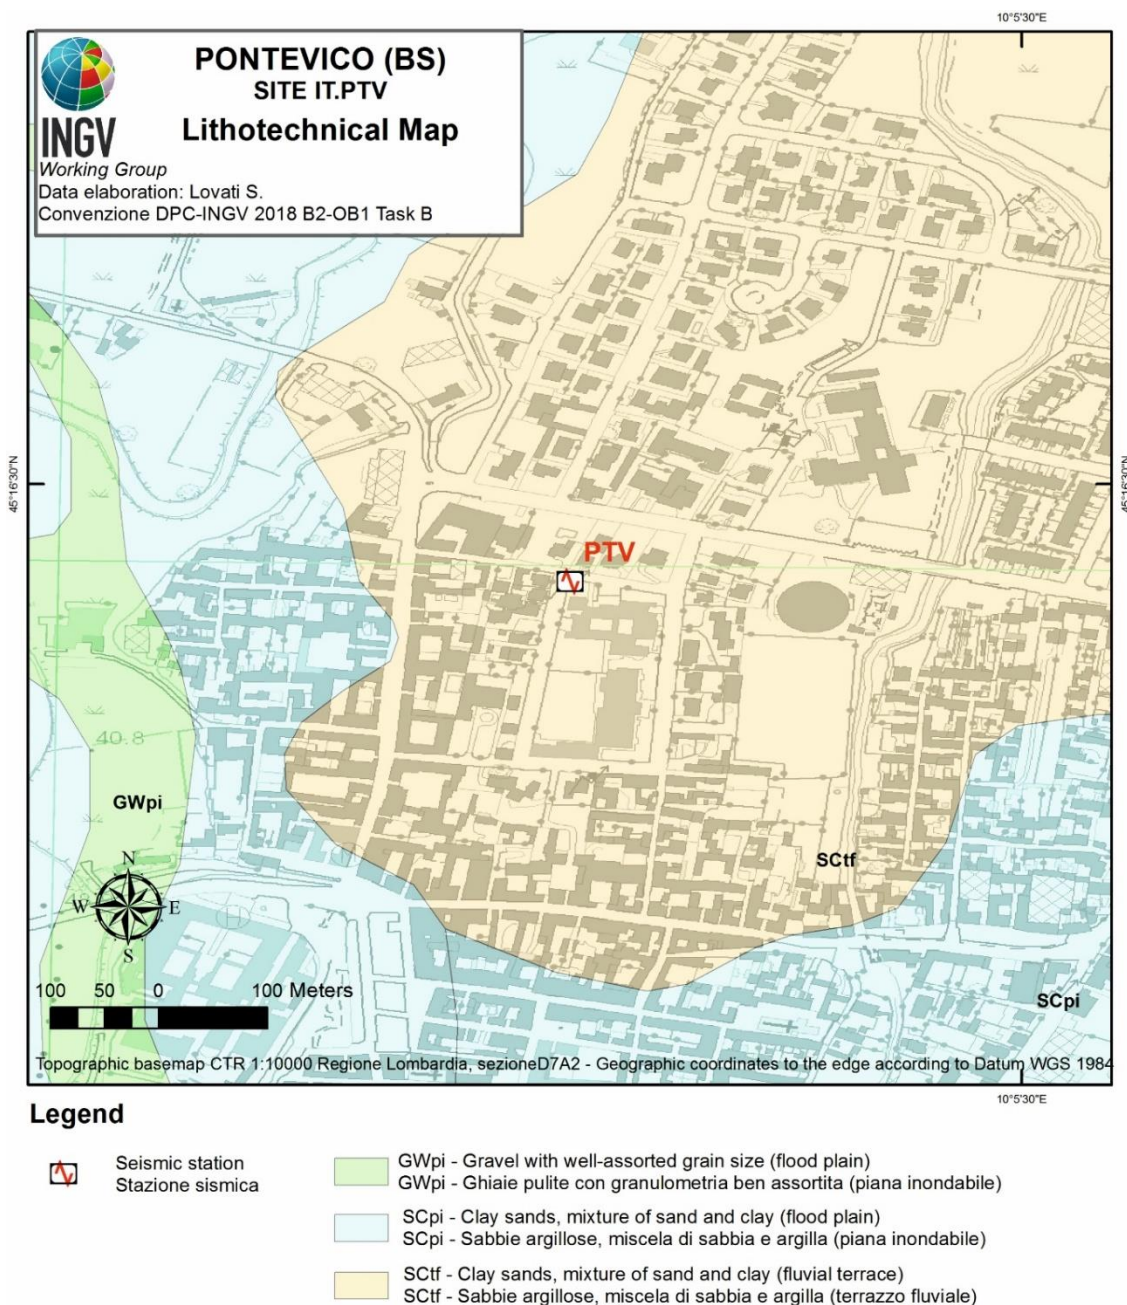 10°5'30"E
PONTEVICO (BS)
SITE IT.PTV
Lithotechnical Map
INGV
Working Group
Data elaboration: Lovati S.
Convenzione DPC-INGV 2018 B2-OB1 Task B
45°16'30"N
45°16'30"N
PTV
40.8
GWpi
SCtf
SCpi
N
W E
S
100 50 0 100 Meters
Topographic basemap CTR 1:10000 Regione Lombardia, sezioneD7A2 - Geographic coordinates to the edge according to Datum WGS 1984
10°5'30"E
Legend
Seismic station
Stazione sismica
GWpi - Gravel with well-assorted grain size (flood plain)
GWpi - Ghiaie pulite con granulometria ben assortita (piana inondabile)
SCpi - Clay sands, mixture of sand and clay (flood plain)
SCpi - Sabbie argillose, miscela di sabbia e argilla (piana inondabile)
SCtf - Clay sands, mixture of sand and clay (fluvial terrace)
SCtf - Sabbie argillose, miscela di sabbia e argilla (terrazzo fluviale)